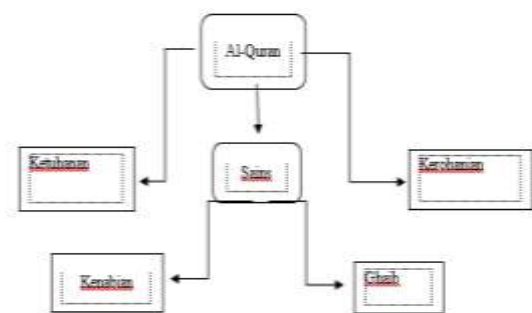 Al-Quran
Ketuhanan
Sains
Kerohanian
Kenabian
Ghaib